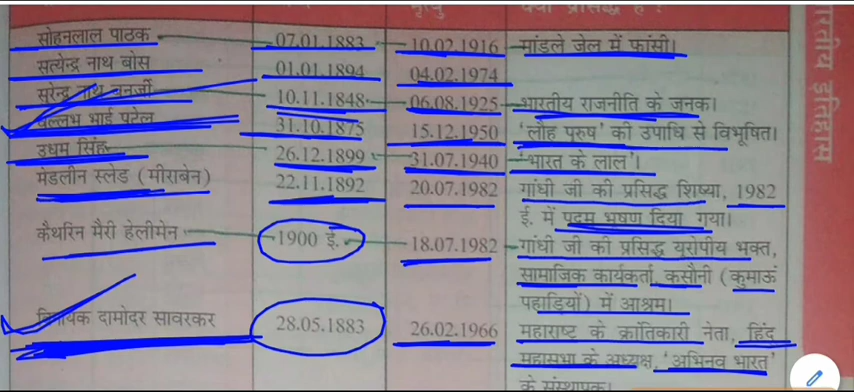 मृत्यु क्यों प्रसिद्ध है ?
सोहनलाल पाठक 07.01.1883 10.02.1916 मांडले जेल में फांसी।
सत्येन्द्र नाथ बोस 01.01.1894 04.02.1974
सुरेन्द्र नाथ बनर्जी 10.11.1848 06.08.1925 भारतीय राजनीति के जनक।
वल्लभ भाई पटेल 31.10.1875 15.12.1950 'लौह पुरुष' की उपाधि से विभूषित।
उधम सिंह 26.12.1899 31.07.1940 'भारत के लाल'।
मेडलीन स्लेड (मीराबेन) 22.11.1892 20.07.1982 गांधी जी की प्रसिद्ध शिष्या, 1982
ई. में पद्म भूषण दिया गया।
कैथरिन मैरी हेलीमेन 1900 ई. 18.07.1982 गांधी जी की प्रसिद्ध यूरोपीय भक्त,
सामाजिक कार्यकर्ता, कसौनी (कुमाऊं
पहाड़ियों) में आश्रम।
विनायक दामोदर सावरकर 28.05.1883 26.02.1966 महाराष्ट के क्रांतिकारी नेता, हिंद
महासभा के अध्यक्ष, 'अभिनव भारत'
के संस्थापक।
भारतीय इतिहास